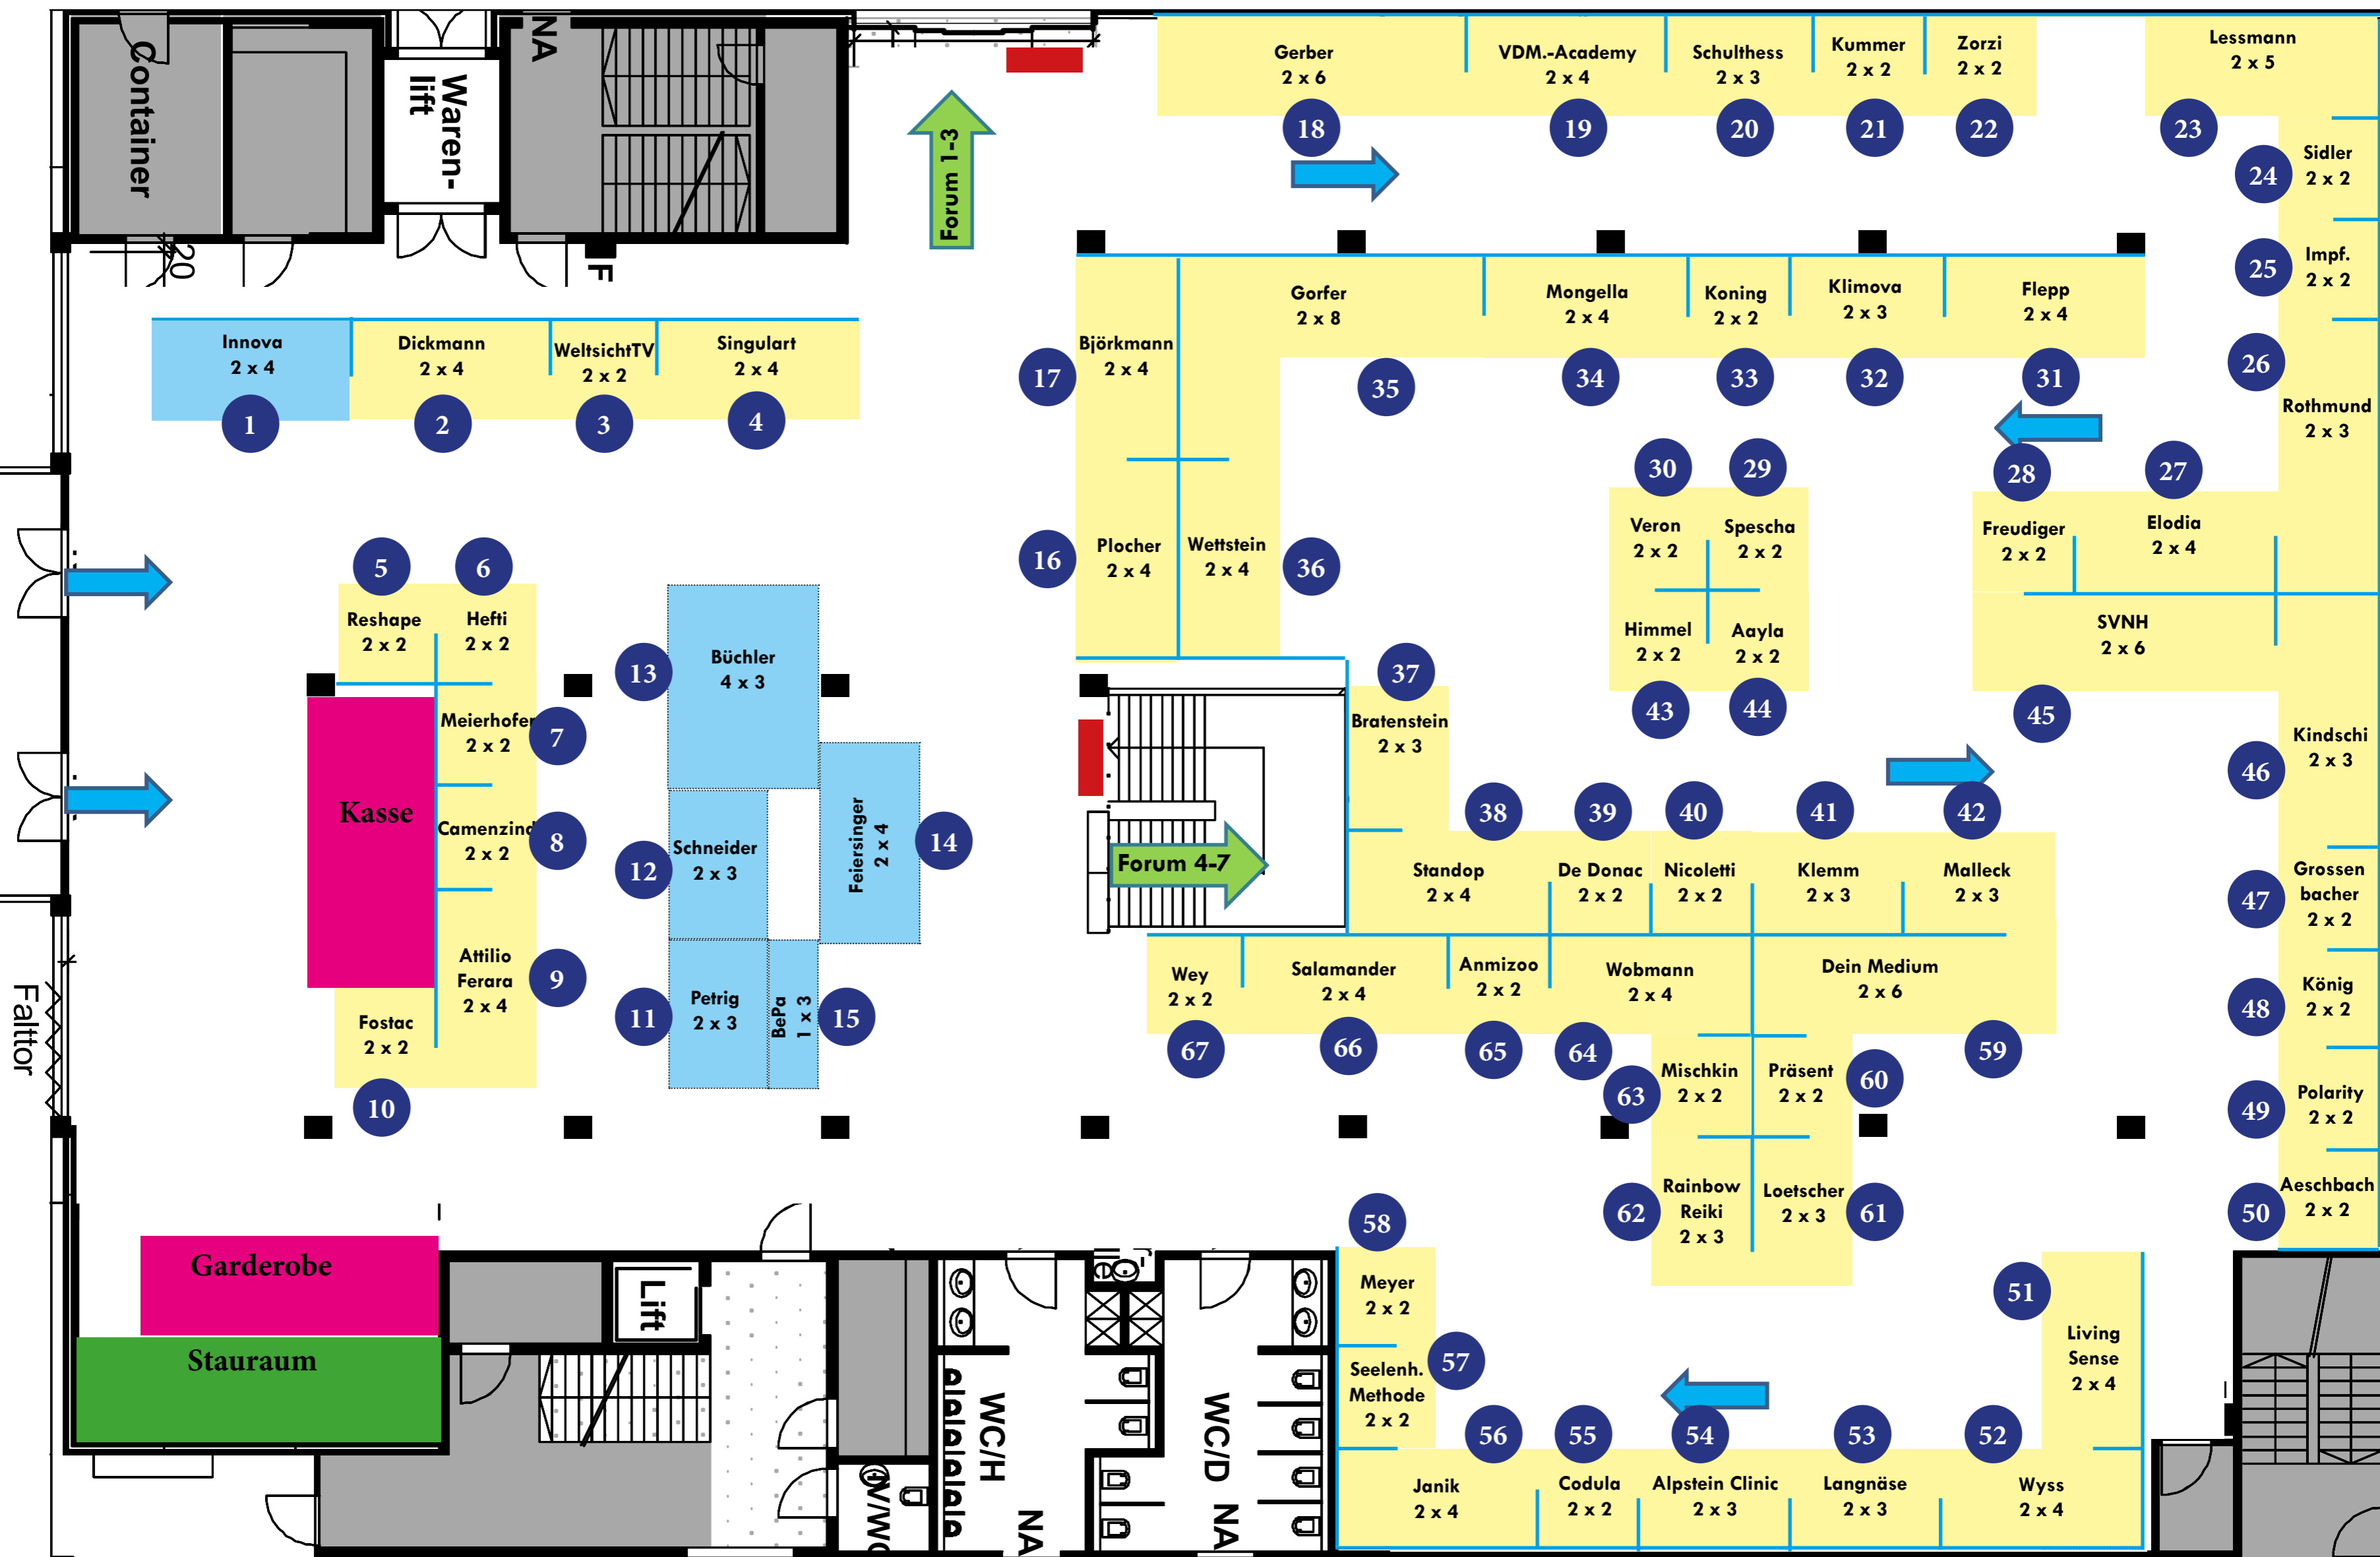 Container
Waren-
lift
NA
20
F
Forum 1-3
Gerber
2 x 6
18
VDM.-Academy
2 x 4
19
Schulthess
2 x 3
20
Kummer
2 x 2
21
Zorzi
2 x 2
22
Lessmann
2 x 5
23
Sidler
2 x 2
24
Impf.
2 x 2
25
26
Rothmund
2 x 3
Innova
2 x 4
1
Dickmann
2 x 4
2
WeltsichtTV
2 x 2
3
Singulart
2 x 4
4
17
Björkmann
2 x 4
Gorfer
2 x 8
35
Mongella
2 x 4
34
Koning
2 x 2
33
Klimova
2 x 3
32
Flepp
2 x 4
31
16
Plocher
2 x 4
Wettstein
2 x 4
36
30
29
Veron
2 x 2
Spescha
2 x 2
Himmel
2 x 2
Aayla
2 x 2
43
44
28
27
Freudiger
2 x 2
Elodia
2 x 4
SVNH
2 x 6
45
5
6
Reshape
2 x 2
Hefti
2 x 2
Meierhofer
2 x 2
7
Kasse
Camenzind
2 x 2
8
Attilio
Ferara
2 x 4
9
Fostac
2 x 2
10
13
Büchler
4 x 3
12
Schneider
2 x 3
Feiersinger
2 x 4
14
11
Petrig
2 x 3
BePa
1 x 3
15
Forum 4-7
37
Bratenstein
2 x 3
38
39
40
41
42
Standop
2 x 4
De Donac
2 x 2
Nicoletti
2 x 2
Klemm
2 x 3
Malleck
2 x 3
46
Kindschi
2 x 3
47
Grossen
bacher
2 x 2
48
König
2 x 2
49
Polarity
2 x 2
50
Aeschbach
2 x 2
Wey
2 x 2
67
Salamander
2 x 4
66
Anmizoo
2 x 2
65
Wobmann
2 x 4
64
Dein Medium
2 x 6
59
63
Mischkin
2 x 2
Präsent
2 x 2
60
62
Rainbow
Reiki
2 x 3
Loetscher
2 x 3
61
Falttor
Garderobe
Stauraum
Lift
WC/H
NA
WC/D
NA
58
Meyer
2 x 2
57
Seelenh.
Methode
2 x 2
51
Living
Sense
2 x 4
56
55
54
53
52
Janik
2 x 4
Codula
2 x 2
Alpstein Clinic
2 x 3
Langnäse
2 x 3
Wyss
2 x 4